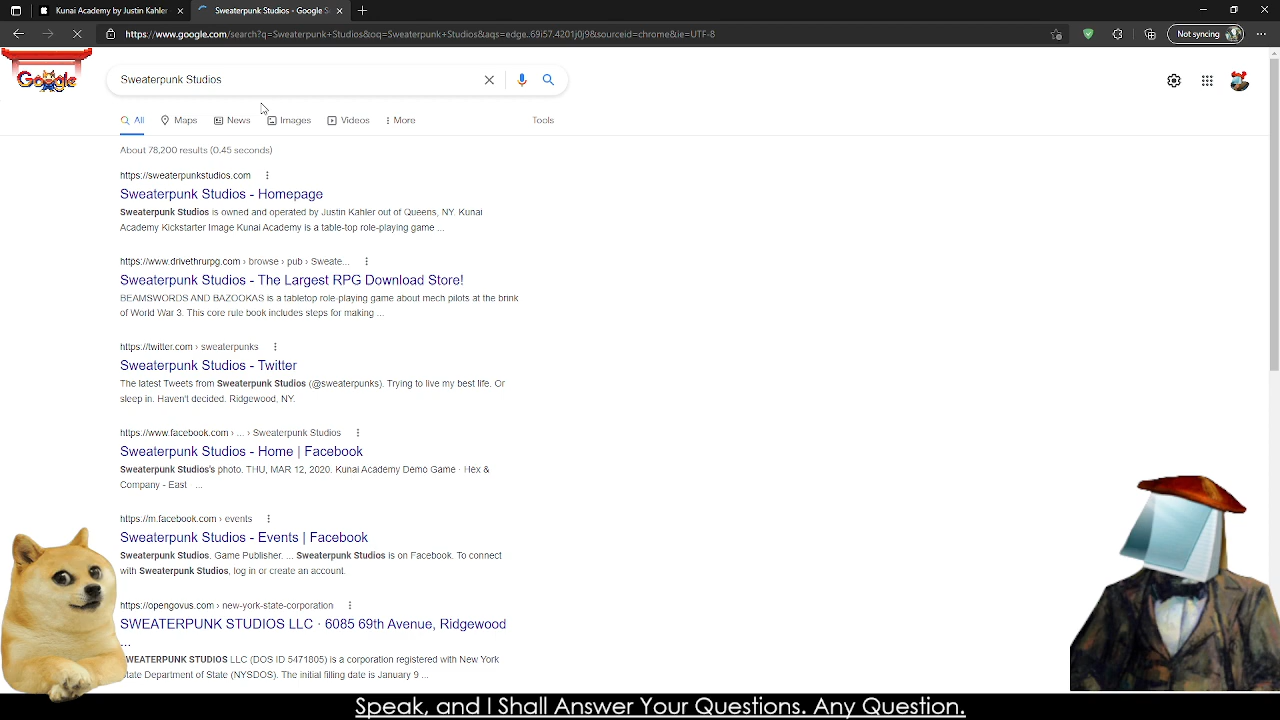 Kunai Academy by Justin Kahler
Sweaterpunk Studios - Google S
https://www.google.com/search?q=Sweaterpunk+Studios&oq=Sweaterpunk+Studios&aqs=edge..69i57.4201j0j9&sourceid=chrome&ie=UTF-8
Not syncing
Google
Sweaterpunk Studios
All Maps News Images Videos More Tools
About 78,200 results (0.45 seconds)
https://sweaterpunkstudios.com
Sweaterpunk Studios - Homepage
Sweaterpunk Studios is owned and operated by Justin Kahler out of Queens, NY. Kunai
Academy Kickstarter Image Kunai Academy is a table-top role-playing game ...
https://www.drivethrurpg.com › browse › pub › Sweate...
Sweaterpunk Studios - The Largest RPG Download Store!
BEAMSWORDS AND BAZOOKAS is a tabletop role-playing game about mech pilots at the brink
of World War 3. This core rule book includes steps for making ...
https://twitter.com › sweaterpunks
Sweaterpunk Studios - Twitter
The latest Tweets from Sweaterpunk Studios (@sweaterpunks). Trying to live my best life. Or
sleep in. Haven't decided. Ridgewood, NY.
https://www.facebook.com › ... › Sweaterpunk Studios
Sweaterpunk Studios - Home | Facebook
Sweaterpunk Studios's photo. THU, MAR 12, 2020. Kunai Academy Demo Game · Hex &
Company - East ...
https://m.facebook.com › events
Sweaterpunk Studios - Events | Facebook
Sweaterpunk Studios. Game Publisher. ... Sweaterpunk Studios is on Facebook. To connect
with Sweaterpunk Studios, log in or create an account.
https://opengovus.com › new-york-state-corporation
SWEATERPUNK STUDIOS LLC · 6085 69th Avenue, Ridgewood
...
WEATERPUNK STUDIOS LLC (DOS ID 5471805) is a corporation registered with New York
tate Department of State (NYSDOS). The initial filling date is January 9 ...
Speak, and I Shall Answer Your Questions. Any Question.